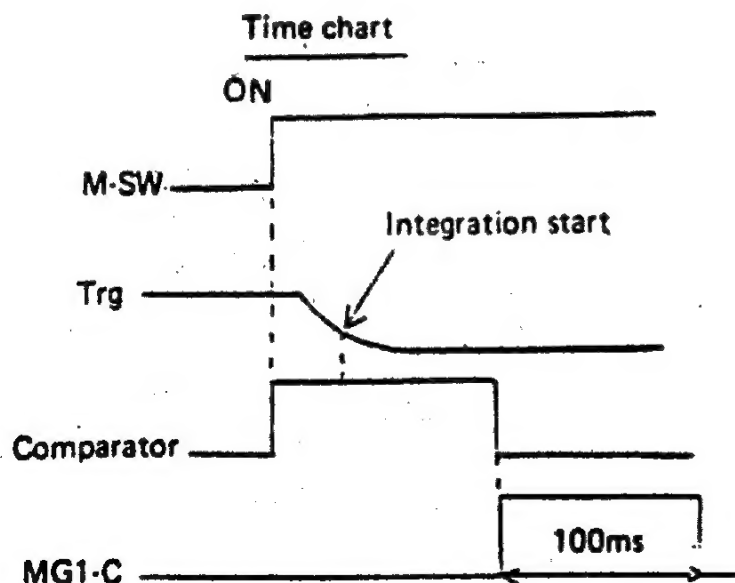 Time chart
ON
M-SW
Integration start
Trg
Comparator
100ms
MG1-C